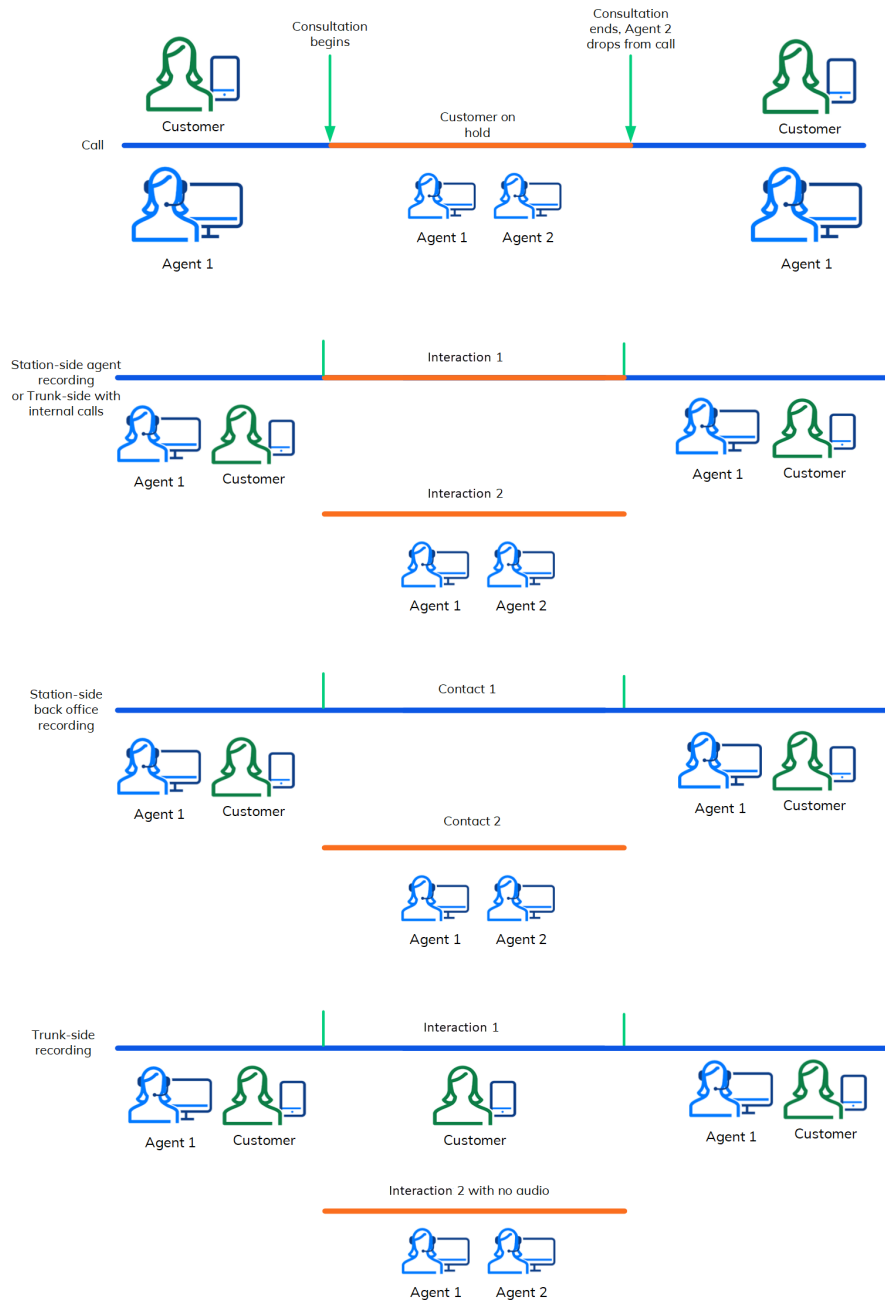 Consultation
begins
Consultation
ends, Agent 2
drops from call
Customer
Customer on
hold
Customer
Call
Agent 1
Agent 1
Agent 2
Agent 1
Station-side agent
recording
or Trunk-side with
internal calls
Interaction 1
Agent 1
Customer
Agent 1
Customer
Interaction 2
Agent 1
Agent 2
Station-side
back office
recording
Contact 1
Agent 1
Customer
Agent 1
Customer
Contact 2
Agent 1
Agent 2
Trunk-side
recording
Interaction 1
Agent 1
Customer
Customer
Agent 1
Customer
Interaction 2 with no audio
Agent 1
Agent 2